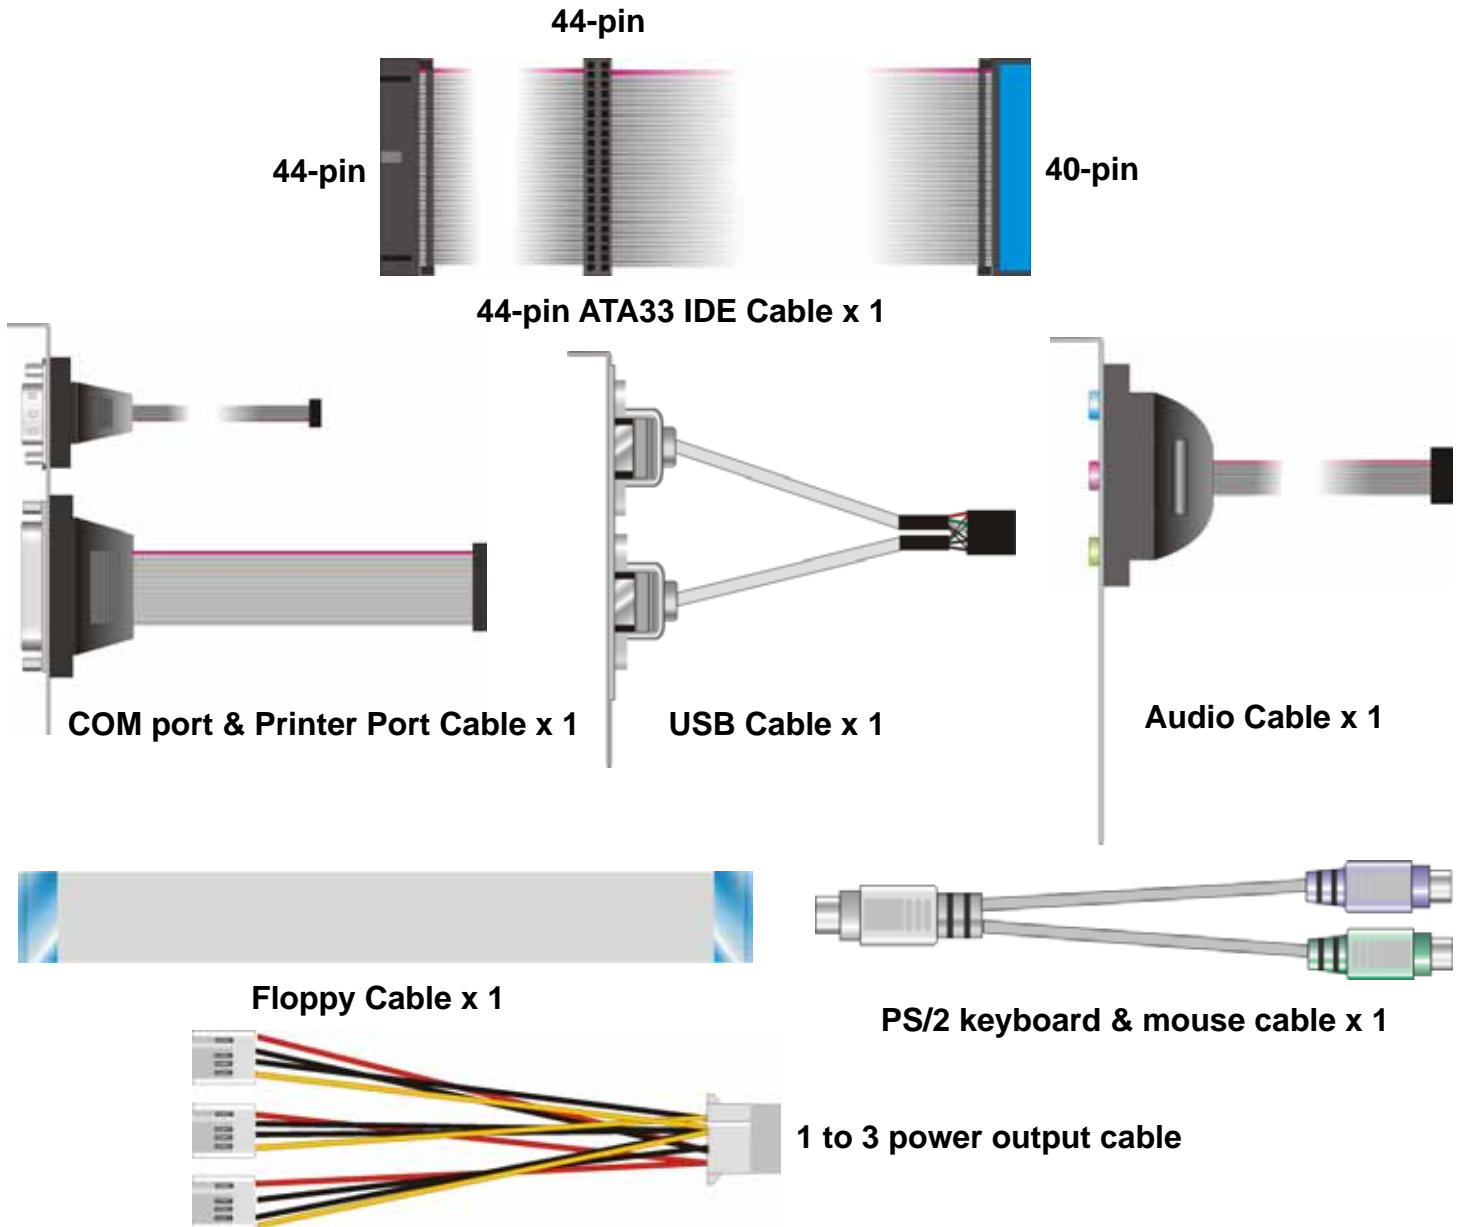 44-pin
44-pin
40-pin
44-pin ATA33 IDE Cable x 1
COM port & Printer Port Cable x 1
USB Cable x 1
Audio Cable x 1
Floppy Cable x 1
PS/2 keyboard & mouse cable x 1
1 to 3 power output cable